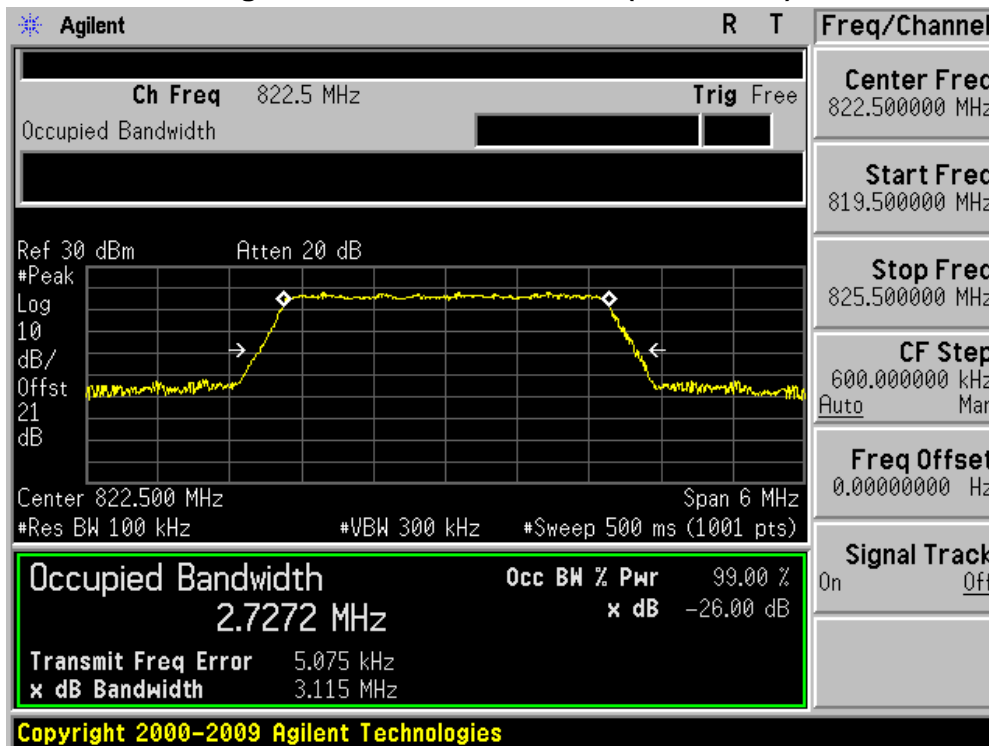 Agilent R T
Freq/Channel
Ch Freq 822.5 MHz Trig Free
Occupied Bandwidth
Center Freq
822.500000 MHz
Start Freq
819.500000 MHz
Stop Freq
825.500000 MHz
CF Step
600.000000 kHz
Auto Man
Freq Offset
0.00000000 Hz
Signal Track
On Off
Ref 30 dBm Atten 20 dB
#Peak
Log
10
dB/
Offst
21
dB
Center 822.500 MHz Span 6 MHz
#Res BW 100 kHz #VBW 300 kHz #Sweep 500 ms (1001 pts)
Occupied Bandwidth
2.7272 MHz
Occ BW % Pwr 99.00 %
x dB -26.00 dB
Transmit Freq Error 5.075 kHz
x dB Bandwidth 3.115 MHz
Copyright 2000-2009 Agilent Technologies